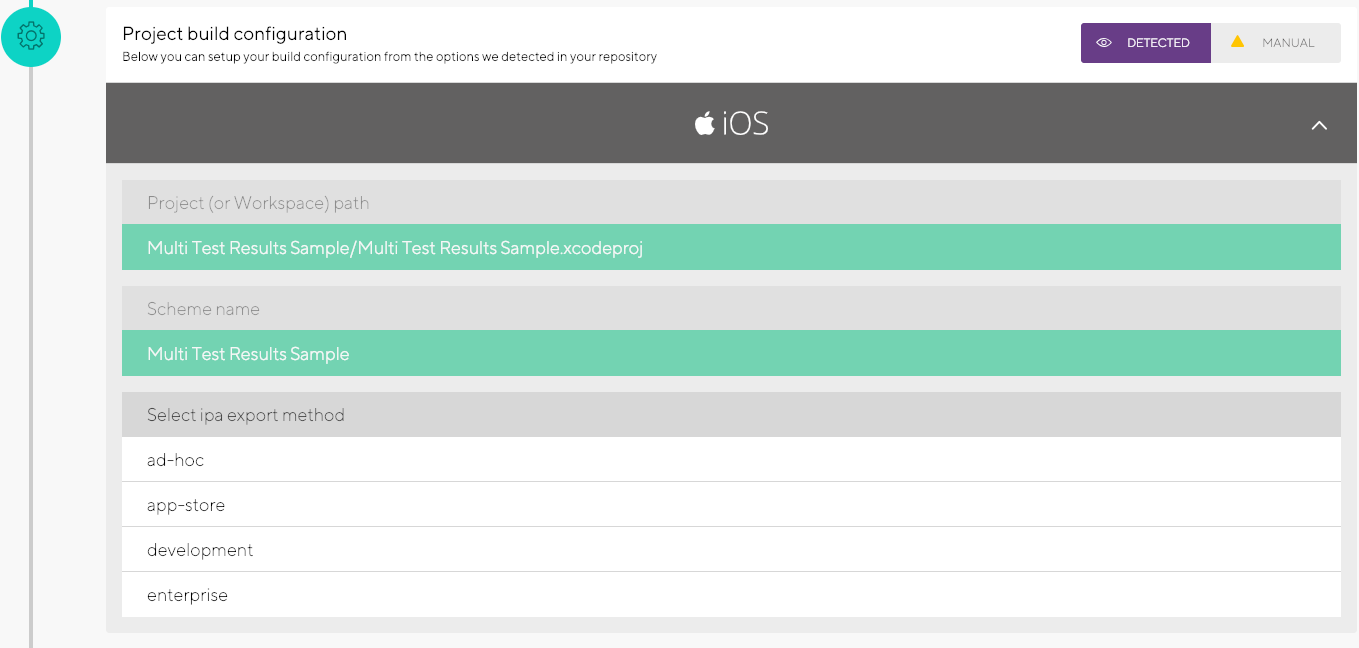 Project build configuration
Below you can setup your build configuration from the options we detected in your repository
DETECTED
MANUAL
iOS
Project (or Workspace) path
Multi Test Results Sample/Multi Test Results Sample.xcodeproj
Scheme name
Multi Test Results Sample
Select ipa export method
ad-hoc
app-store
development
enterprise